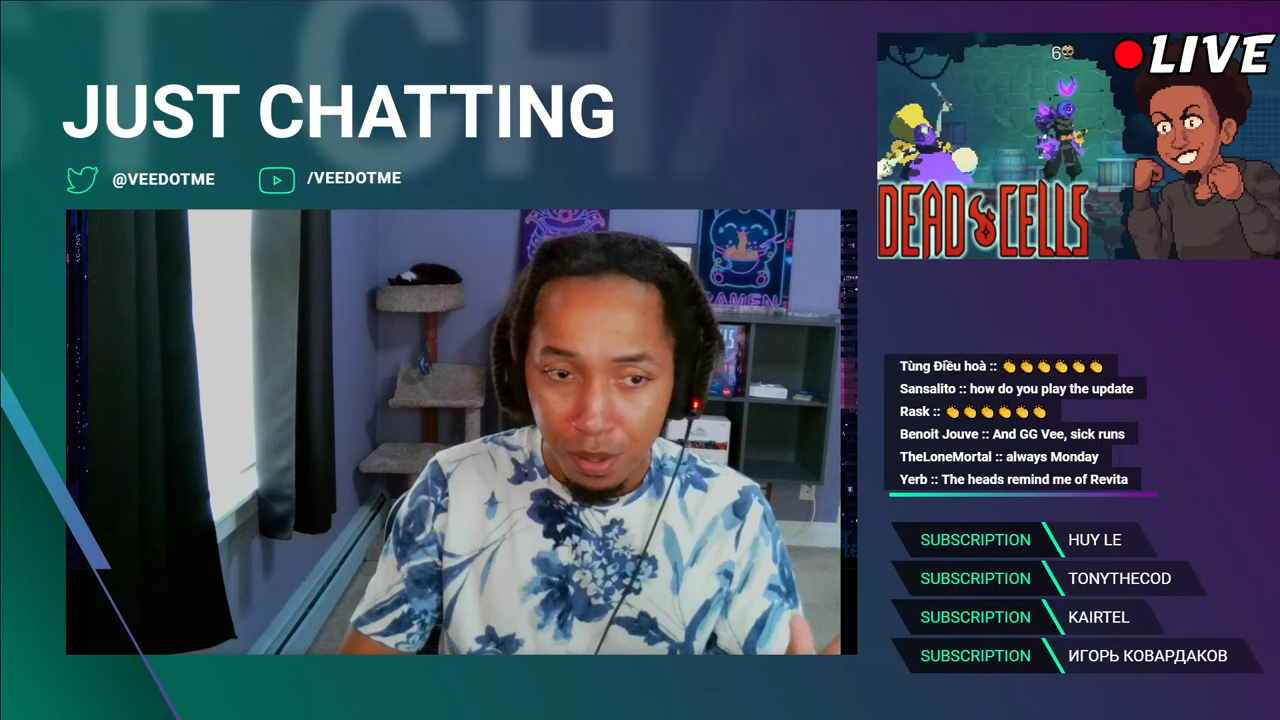 JUST CHATTING
@VEEDOTME
/VEEDOTME
6
LIVE
DEAD CELLS
RAMEN
Tùng Điều hoà :: 👏👏👏👏👏👏
Sansalito :: how do you play the update
Rask :: 👏👏👏👏👏👏
Benoit Jouve :: And GG Vee, sick runs
TheLoneMortal :: always Monday
Yerb :: The heads remind me of Revita
SUBSCRIPTION HUY LE
SUBSCRIPTION TONYTHECOD
SUBSCRIPTION KAIRTEL
SUBSCRIPTION ИГОРЬ КОВАРДАКОВ